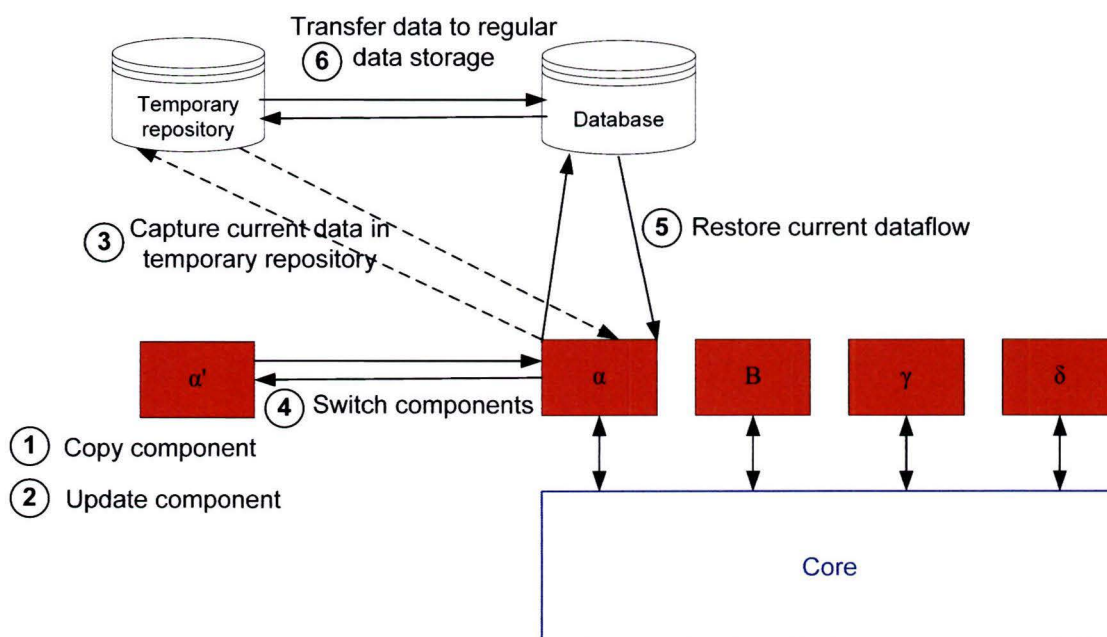 Transfer data to regular
6 data storage
Temporary
repository
Database
3 Capture current data in
temporary repository
5 Restore current dataflow
α'
α
B
γ
δ
4 Switch components
1 Copy component
2 Update component
Core